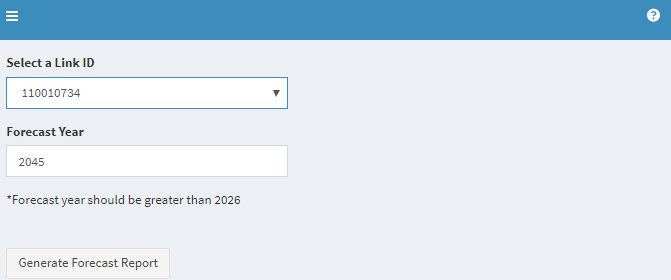 Select a Link ID
110010734
Forecast Year
2045
*Forecast year should be greater than 2026
Generate Forecast Report